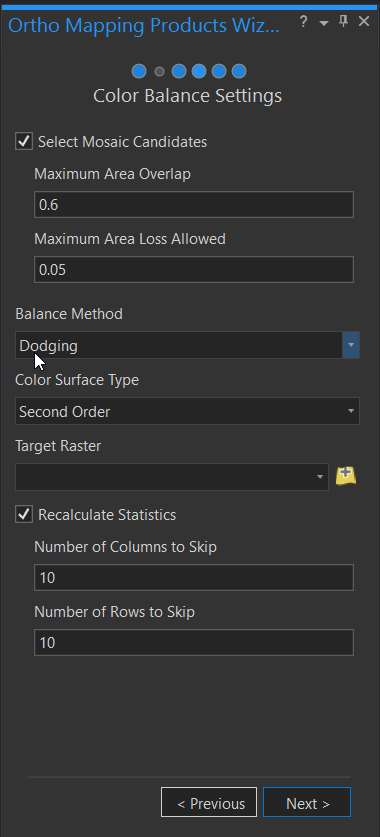 Ortho Mapping Products Wiz... ?
Color Balance Settings
Select Mosaic Candidates
Maximum Area Overlap
0.6
Maximum Area Loss Allowed
0.05
Balance Method
Dodging
Color Surface Type
Second Order
Target Raster
Recalculate Statistics
Number of Columns to Skip
10
Number of Rows to Skip
10
< Previous Next >